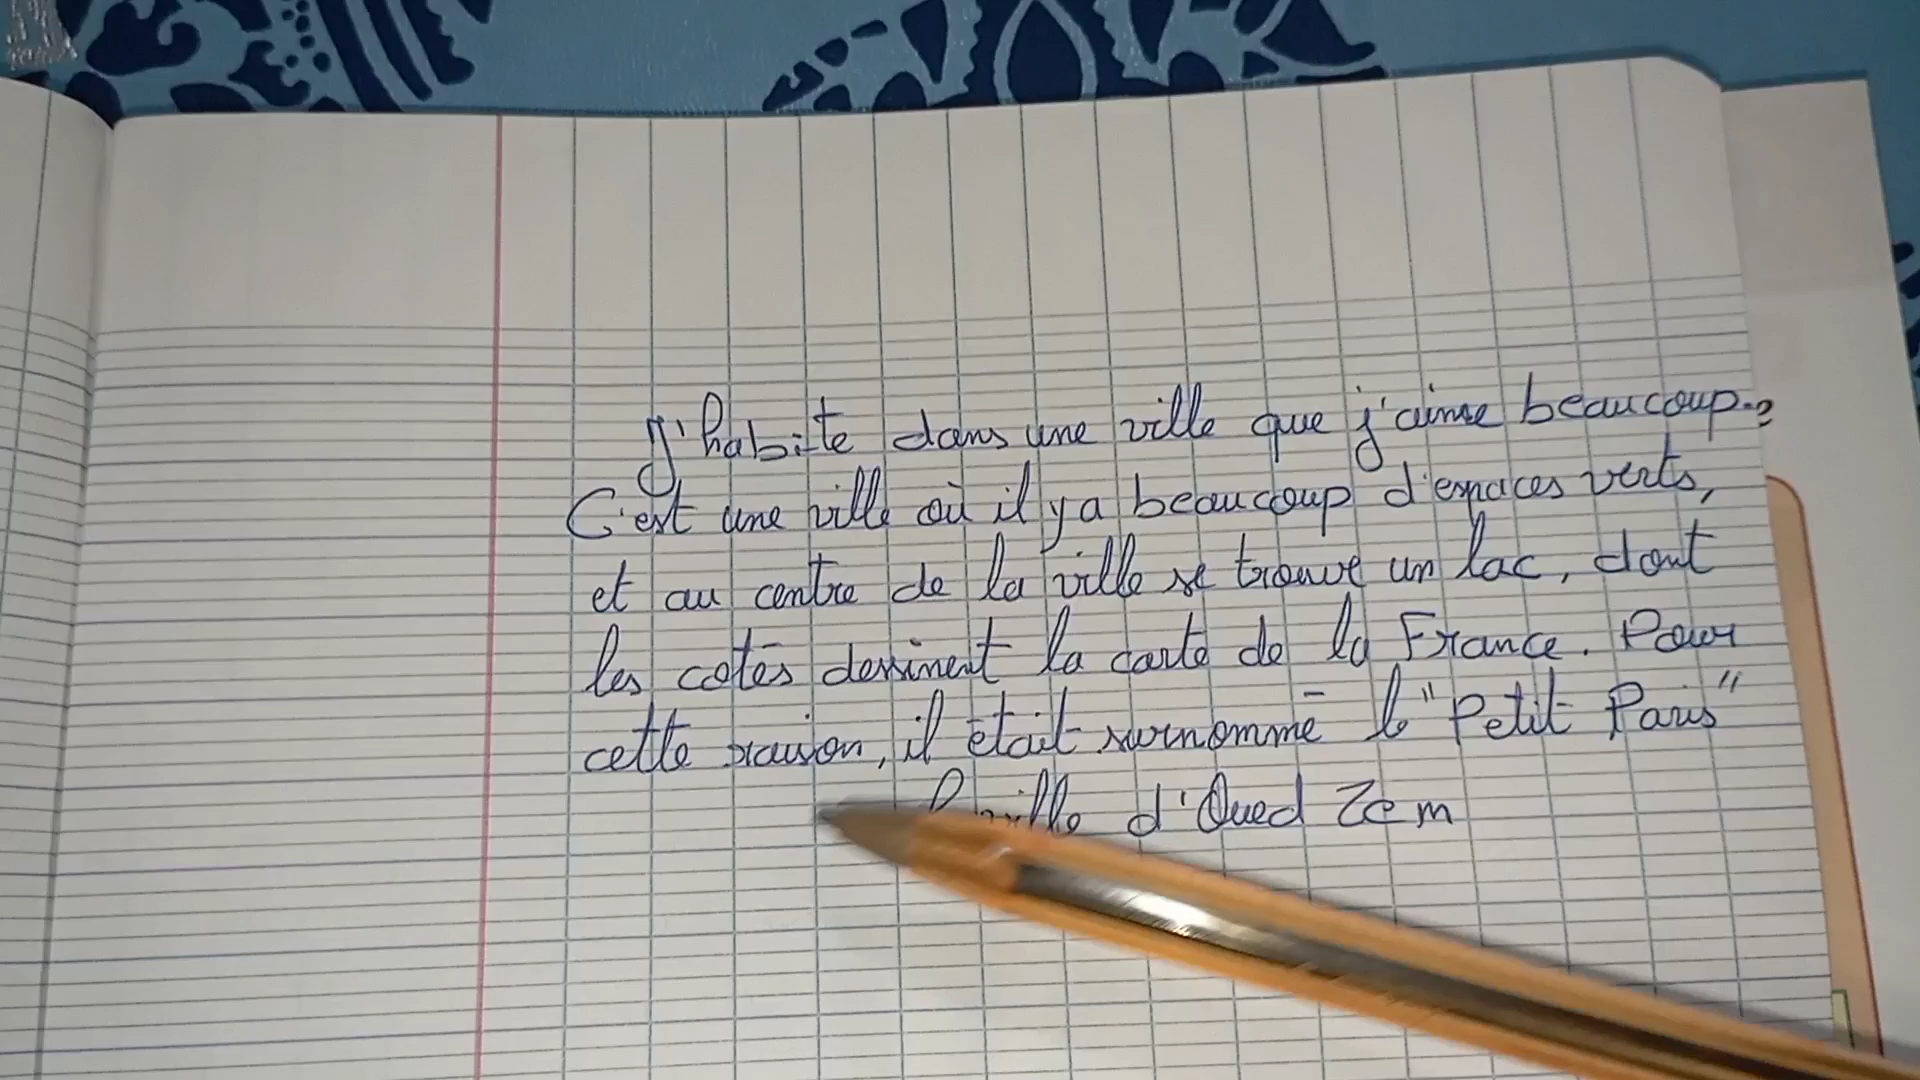 J'habite dans une ville que j'aime beaucoup.
C'est une ville où il y a beaucoup d'espaces verts,
et au centre de la ville se trouve un lac, dont
les cotés dessinent la carte de la France. Pour
cette raison, il était surnommé le "Petit Paris"
ville d'Oued Zem